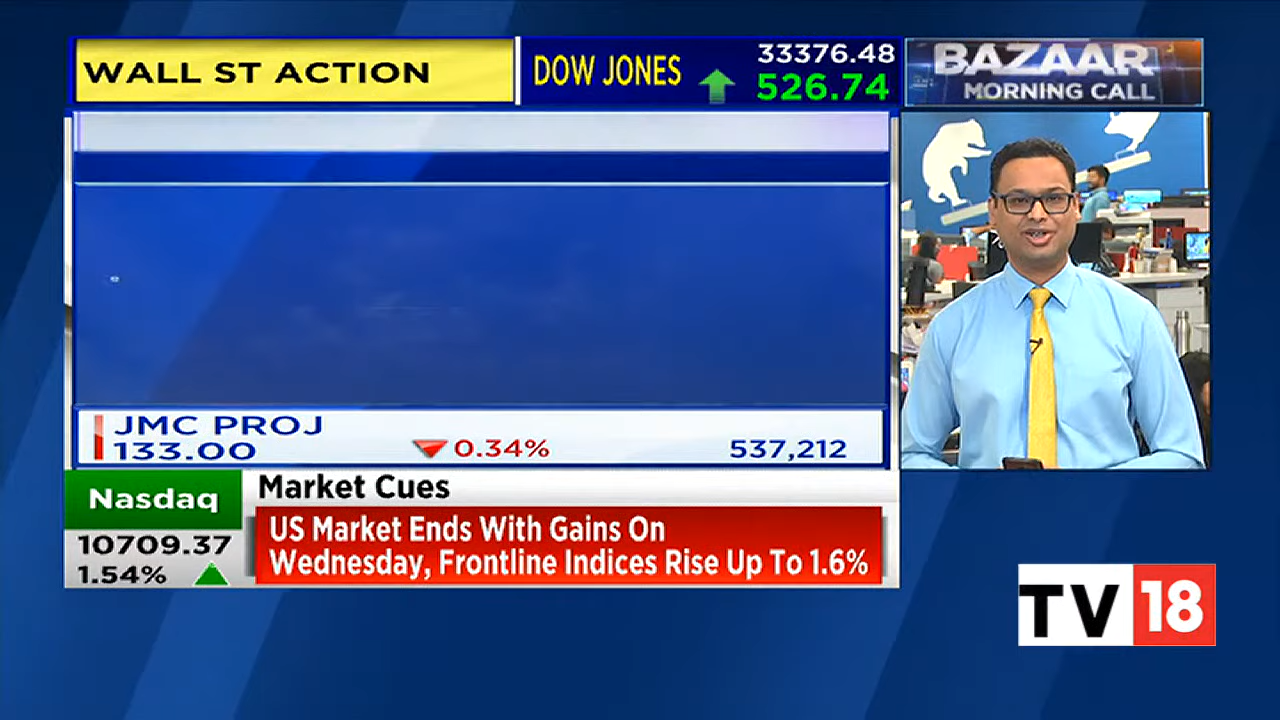 WALL ST ACTION
DOW JONES
33376.48
526.74
BAZAAR
MORNING CALL
JMC PROJ
133.00
0.34%
537,212
Nasdaq
10709.37
1.54%
Market Cues
US Market Ends With Gains On
Wednesday, Frontline Indices Rise Up To 1.6%
TV18